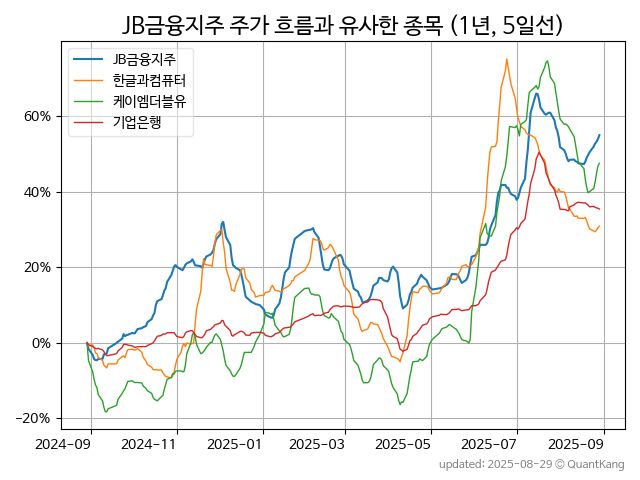 JB금융지주 주가 흐름과 유사한 종목 (1년, 5일선)
JB금융지주
한글과컴퓨터
케이엠더블유
기업은행
60%
40%
20%
0%
−20%
2024-09 2024-11 2025-01 2025-03 2025-05 2025-07 2025-09
updated: 2025-08-29 © QuantKang